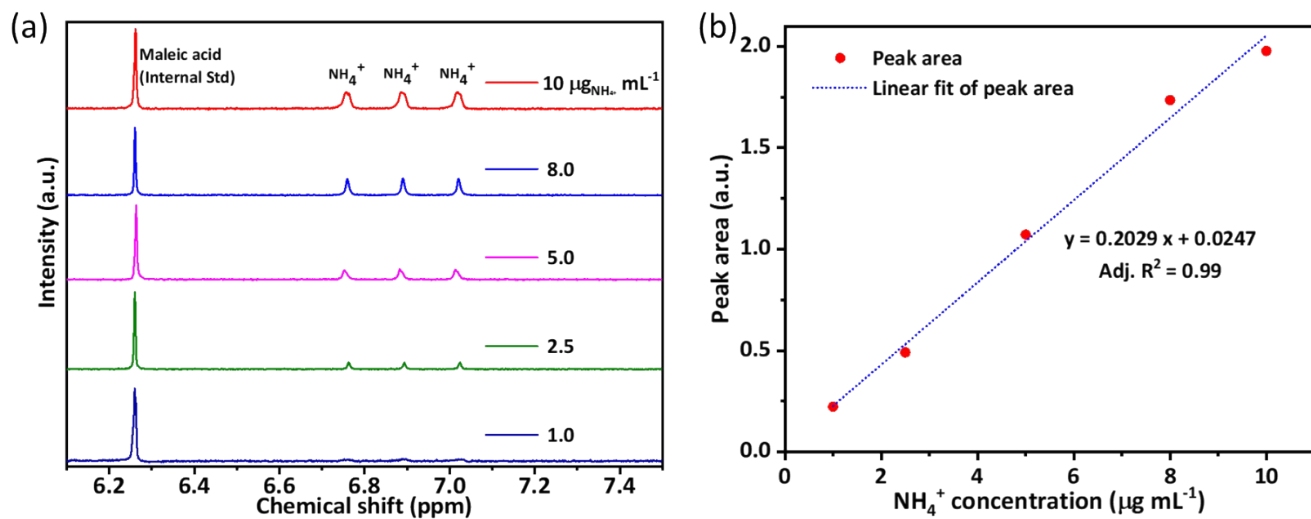 (a)
Maleic acid
(Internal Std)
NH₄⁺ NH₄⁺ NH₄⁺
10 μg_NH₄₊ mL⁻¹
8.0
5.0
2.5
1.0
Intensity (a.u.)
6.2 6.4 6.6 6.8 7.0 7.2 7.4
Chemical shift (ppm)
(b)
Peak area
Linear fit of peak area
y = 0.2029 x + 0.0247
Adj. R² = 0.99
Peak area (a.u.)
2.0
1.5
1.0
0.5
0.0
0 2 4 6 8 10
NH₄⁺ concentration (μg mL⁻¹)